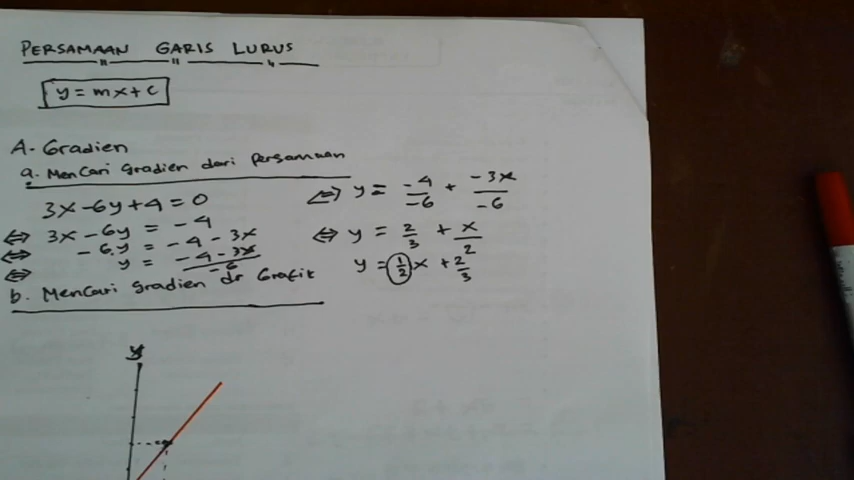 PERSAMAAN GARIS LURUS
y = mx + c
A. Gradien
a. Mencari gradien dari persamaan
3x - 6y + 4 = 0
⇔ 3x - 6y = -4
⇔ -6y = -4 - 3x
⇔ y = (-4 - 3x)/-6
⇔ y = -4/-6 + -3x/-6
⇔ y = 2/3 + x/2
y = 1/2 x + 2/3
b. Mencari gradien dr Grafik
y